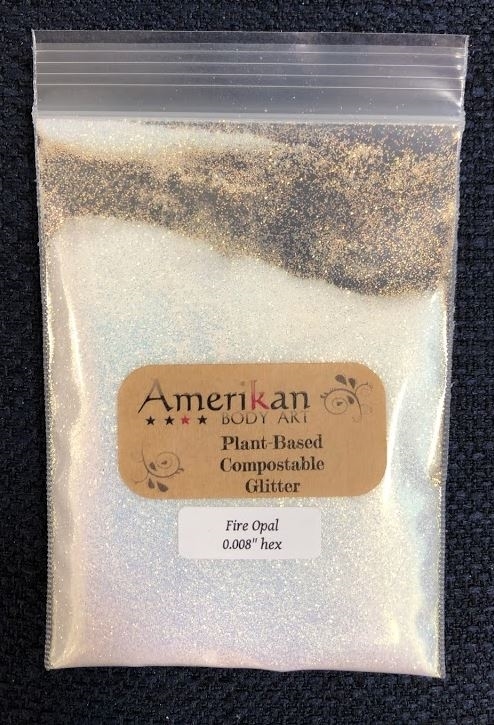 Amerikan
BODY ART
Plant-Based
Compostable
Glitter
Fire Opal
0.008" hex